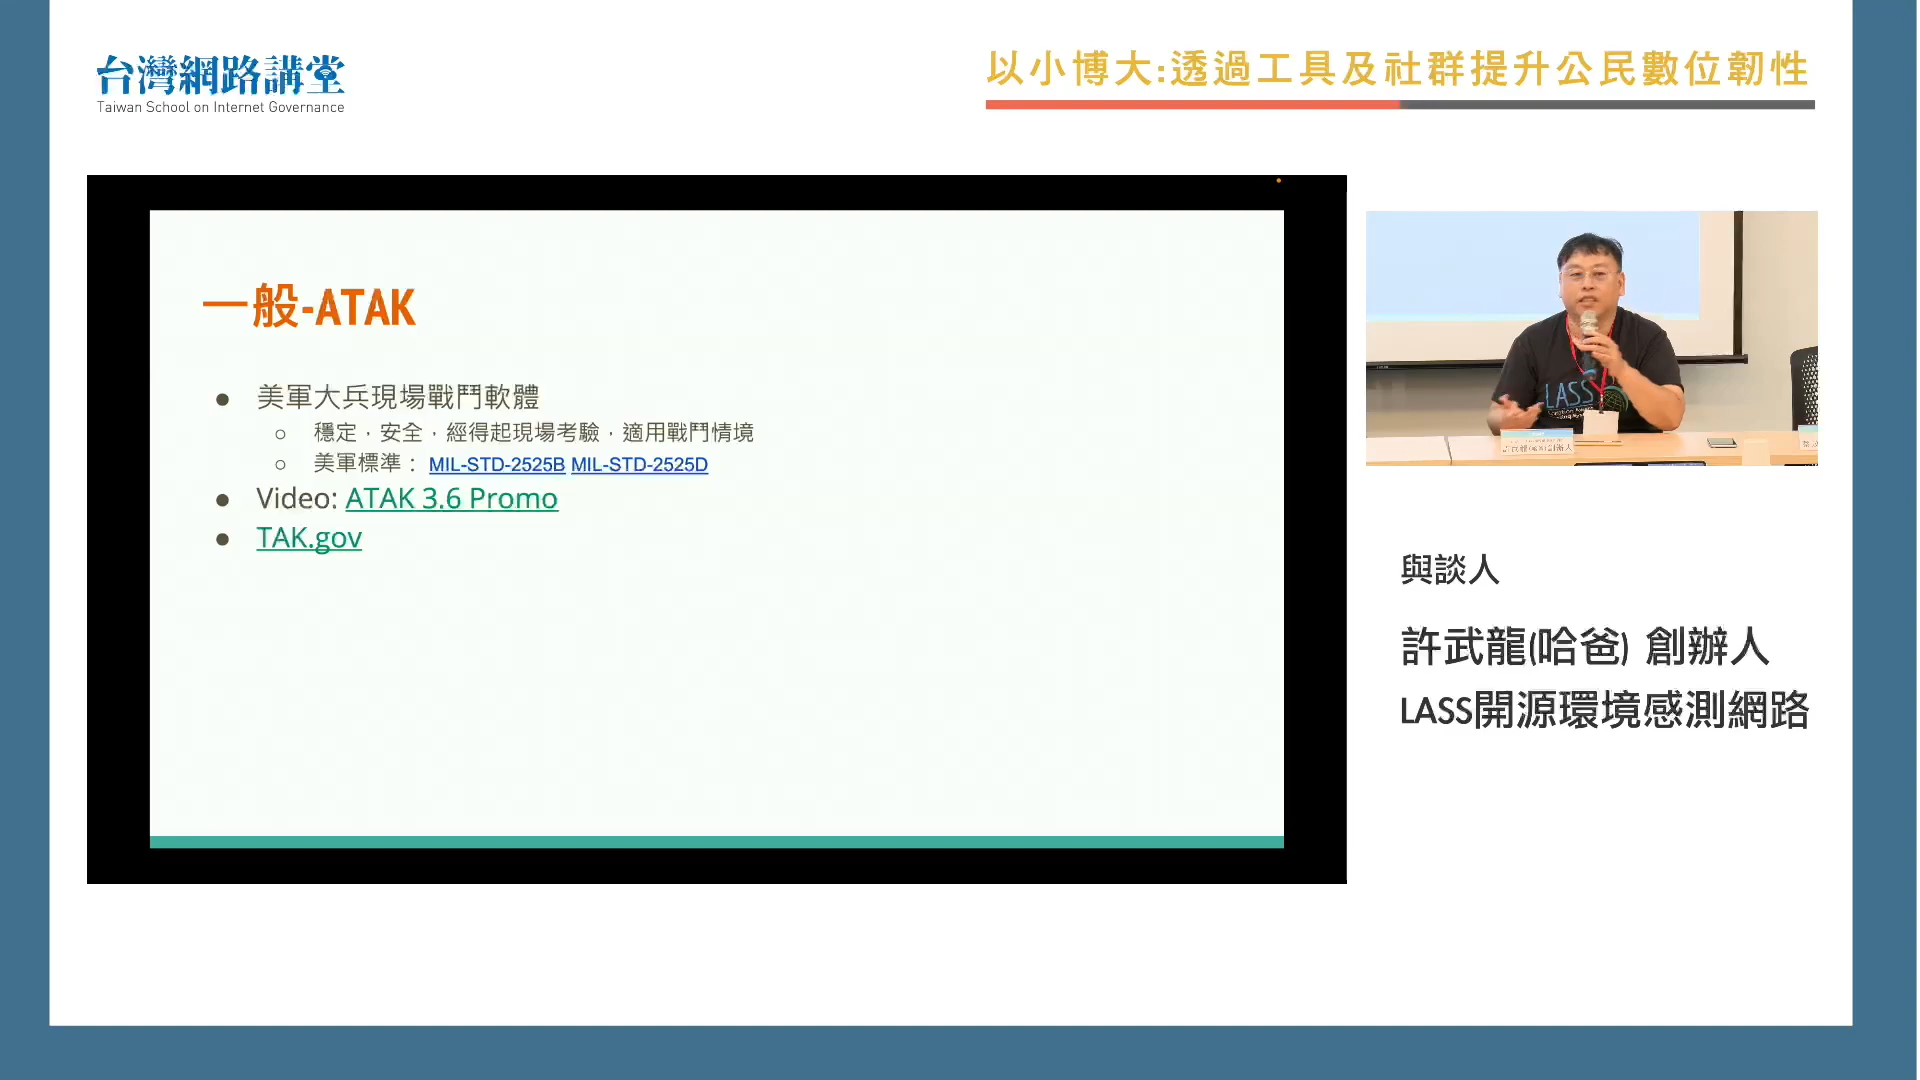 台灣網路講堂
Taiwan School on Internet Governance
以小博大:透過工具及社群提升公民數位韌性
一般-ATAK
美軍大兵現場戰鬥軟體
穩定，安全，經得起現場考驗，適用戰鬥情境
美軍標準： MIL-STD-2525B MIL-STD-2525D
Video: ATAK 3.6 Promo
TAK.gov
LASS
與談人
許武龍(哈爸) 創辦人
LASS開源環境感測網路